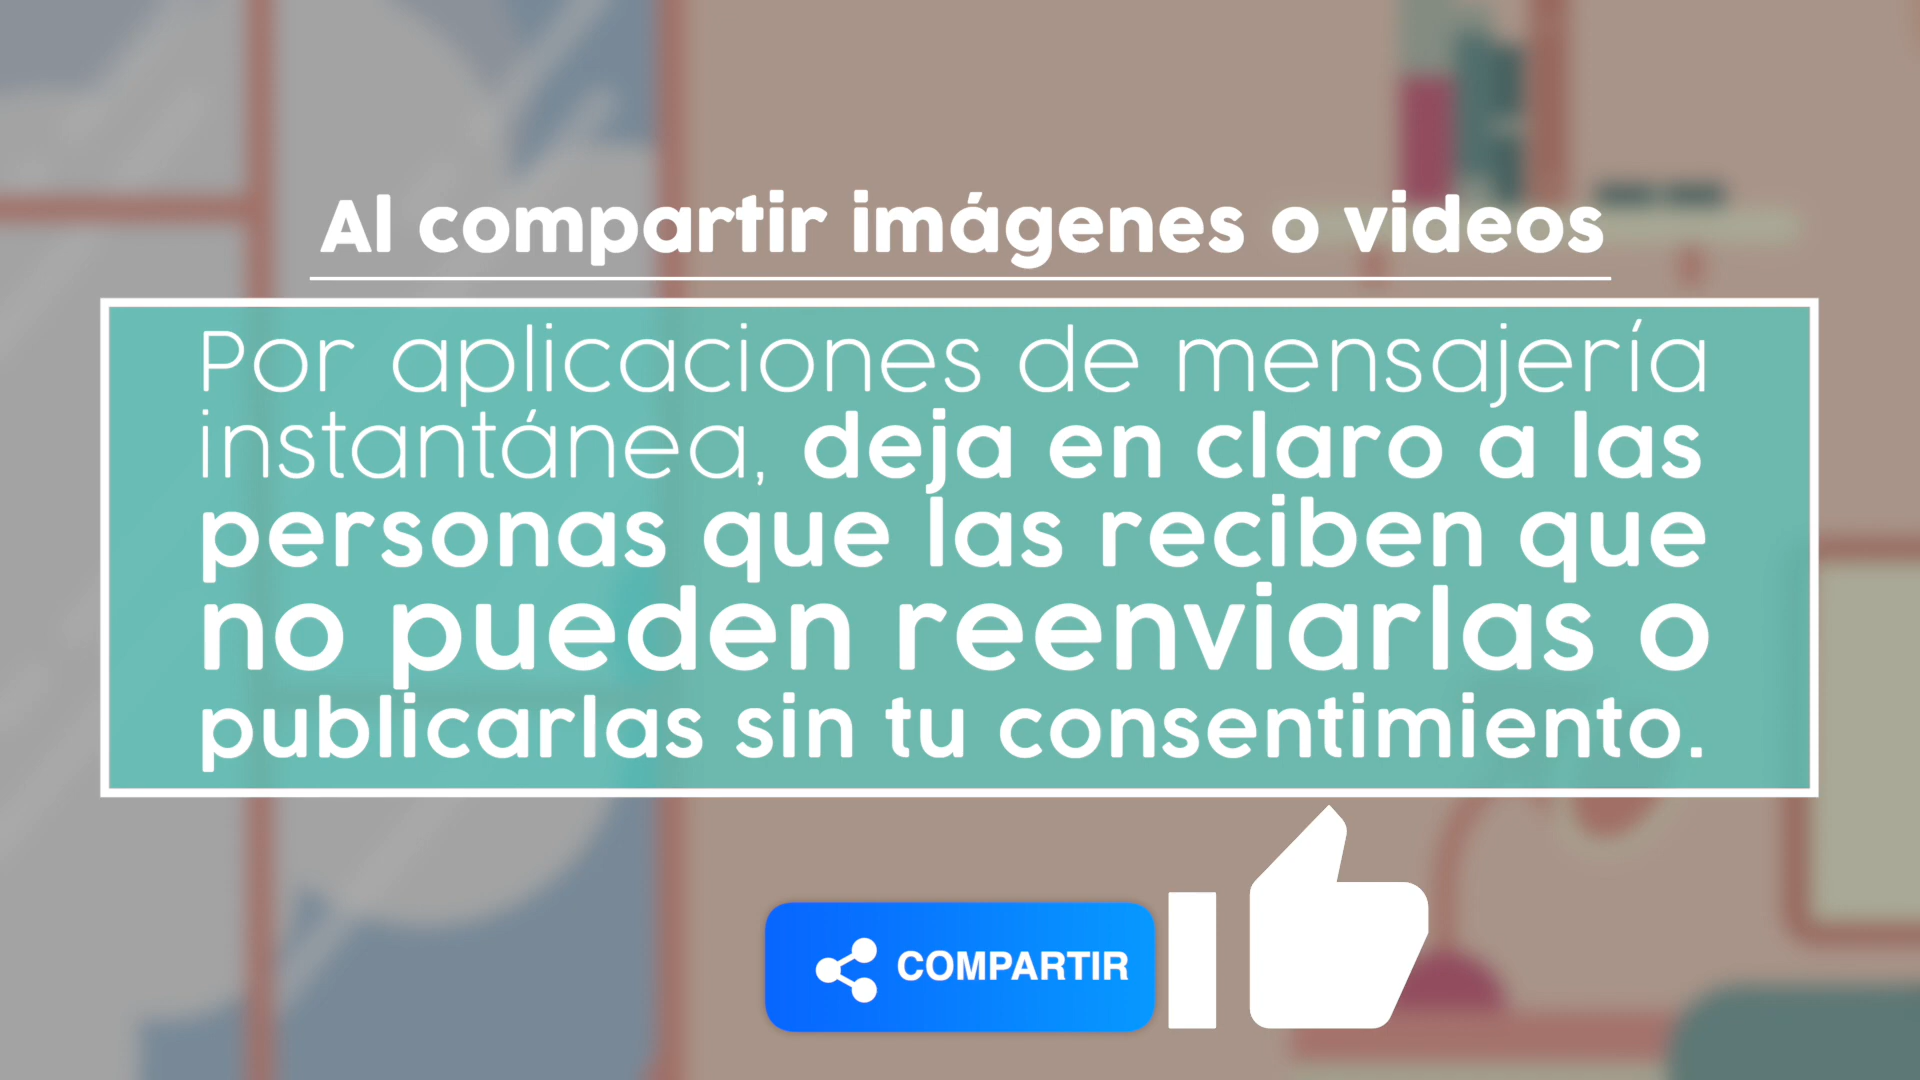 Al compartir imágenes o videos
Por aplicaciones de mensajería
instantánea, deja en claro a las
personas que las reciben que
no pueden reenviarlas o
publicarlas sin tu consentimiento.
COMPARTIR